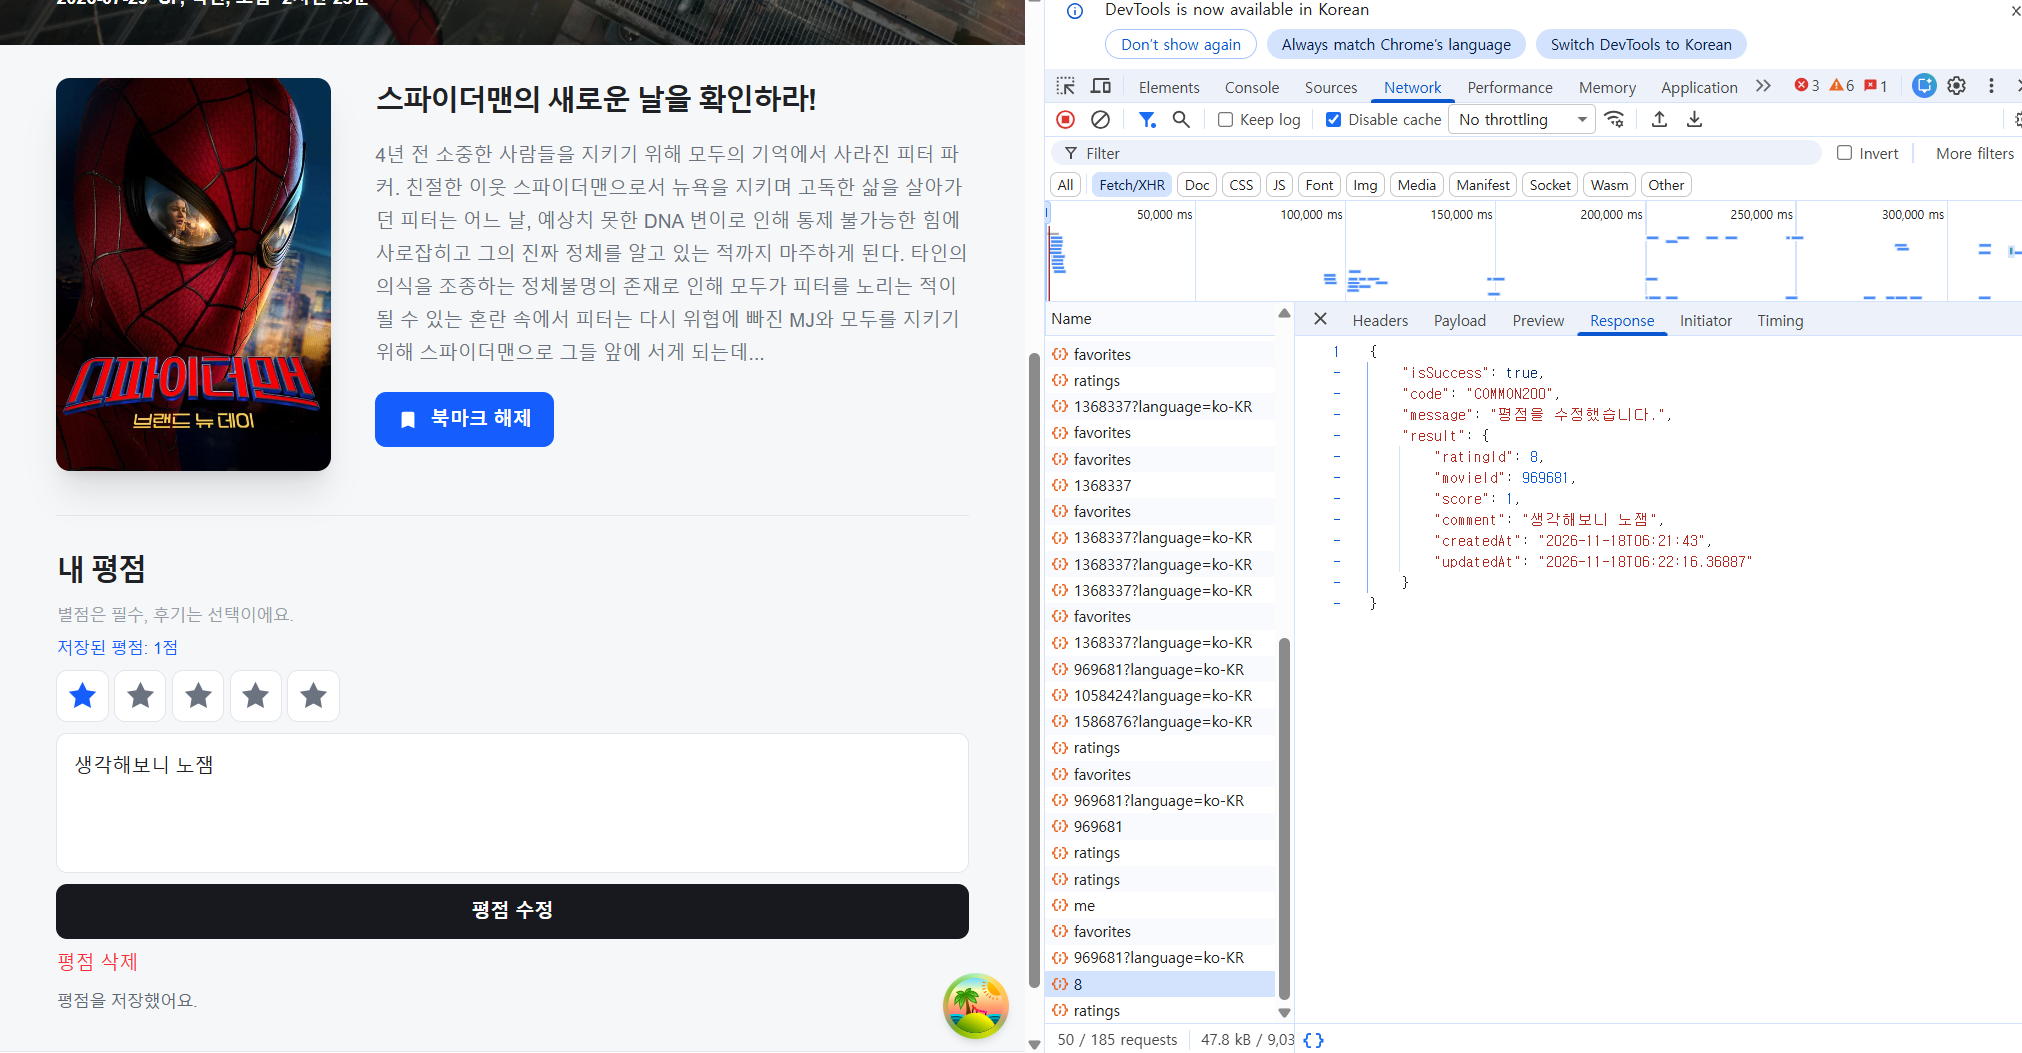 스파이더맨의 새로운 날을 확인하라!
4년 전 소중한 사람들을 지키기 위해 모두의 기억에서 사라진 피터 파
커. 친절한 이웃 스파이더맨으로서 뉴욕을 지키며 고독한 삶을 살아가
던 피터는 어느 날, 예상치 못한 DNA 변이로 인해 통제 불가능한 힘에
사로잡히고 그의 진짜 정체를 알고 있는 적까지 마주하게 된다. 타인의
의식을 조종하는 정체불명의 존재로 인해 모두가 피터를 노리는 적이
될 수 있는 혼란 속에서 피터는 다시 위협에 빠진 MJ와 모두를 지키기
위해 스파이더맨으로 그들 앞에 서게 되는데...
스파이더맨
브랜드 뉴 데이
북마크 해제
내 평점
별점은 필수, 후기는 선택이에요.
저장된 평점: 1점
생각해보니 노잼
평점 수정
평점 삭제
평점을 저장했어요.
DevTools is now available in Korean
Don't show again Always match Chrome's language Switch DevTools to Korean
Elements Console Sources Network Performance Memory Application 3 6 1
Keep log Disable cache No throttling
Filter Invert More filters
All Fetch/XHR Doc CSS JS Font Img Media Manifest Socket Wasm Other
50,000 ms 100,000 ms 150,000 ms 200,000 ms 250,000 ms 300,000 ms
Name
favorites
ratings
1368337?language=ko-KR
favorites
favorites
1368337
favorites
1368337?language=ko-KR
1368337?language=ko-KR
1368337?language=ko-KR
favorites
1368337?language=ko-KR
969681?language=ko-KR
1058424?language=ko-KR
1586876?language=ko-KR
ratings
favorites
969681?language=ko-KR
969681
ratings
ratings
me
favorites
969681?language=ko-KR
8
ratings
50 / 185 requests 47.8 kB / 9,03
Headers Payload Preview Response Initiator Timing
1 {
- "isSuccess": true,
- "code": "COMMON200",
- "message": "평점을 수정했습니다.",
- "result": {
- "ratingId": 8,
- "movieId": 969681,
- "score": 1,
- "comment": "생각해보니 노잼",
- "createdAt": "2026-11-18T06:21:43",
- "updatedAt": "2026-11-18T06:22:16.36887"
- }
- }